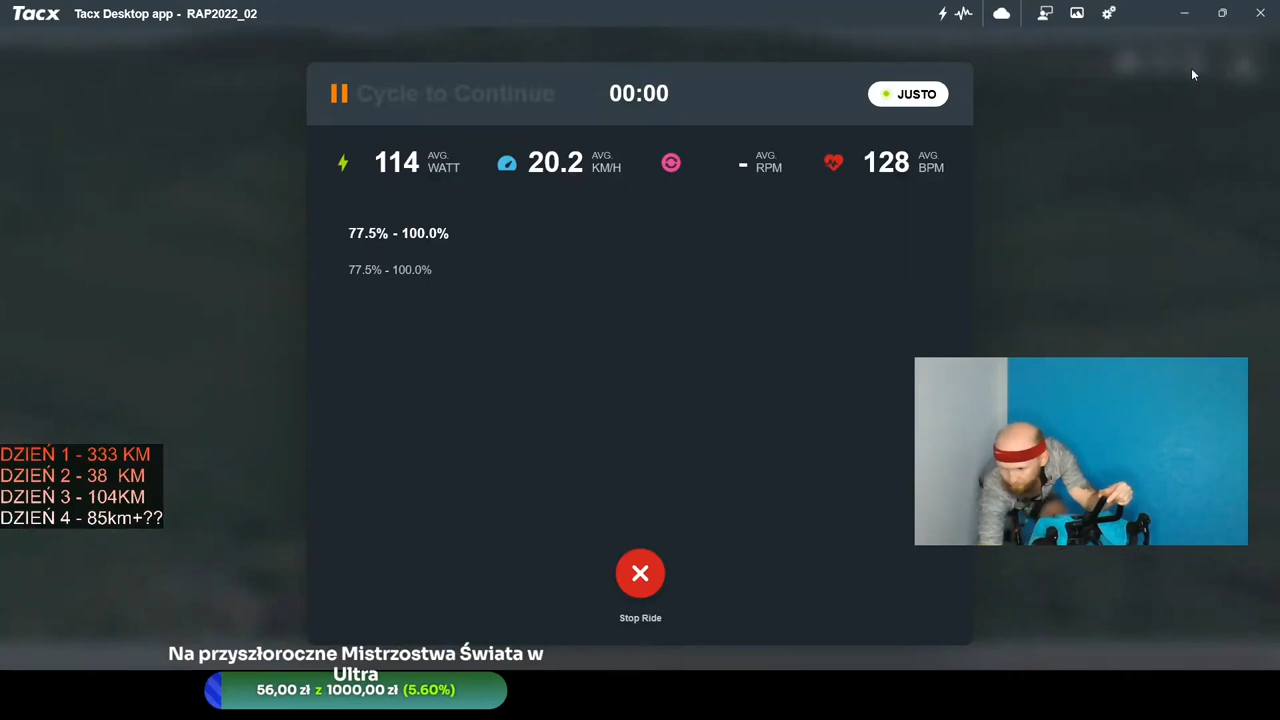 Tacx Tacx Desktop app - RAP2022_02
Cycle to Continue 00:00 JUSTO
114 AVG. WATT 20.2 AVG. KM/H - AVG. RPM 128 AVG. BPM
77.5% - 100.0%
77.5% - 100.0%
DZIEŃ 1 - 333 KM
DZIEŃ 2 - 38 KM
DZIEŃ 3 - 104KM
DZIEŃ 4 - 85km+??
Stop Ride
Na przyszłoroczne Mistrzostwa Świata w
Ultra
56,00 zł z 1000,00 zł (5.60%)